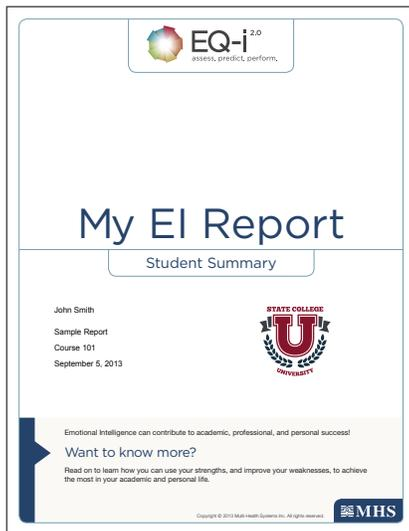 EQ-i 2.0
assess. predict. perform.
My EI Report
Student Summary
John Smith
Sample Report
Course 101
September 5, 2013
STATE COLLEGE
U
UNIVERSITY
Emotional Intelligence can contribute to academic, professional, and personal success!
Want to know more?
Read on to learn how you can use your strengths, and improve your weaknesses, to achieve
the most in your academic and personal life.
Copyright © 2013 Multi-Health Systems Inc. All rights reserved.
MHS